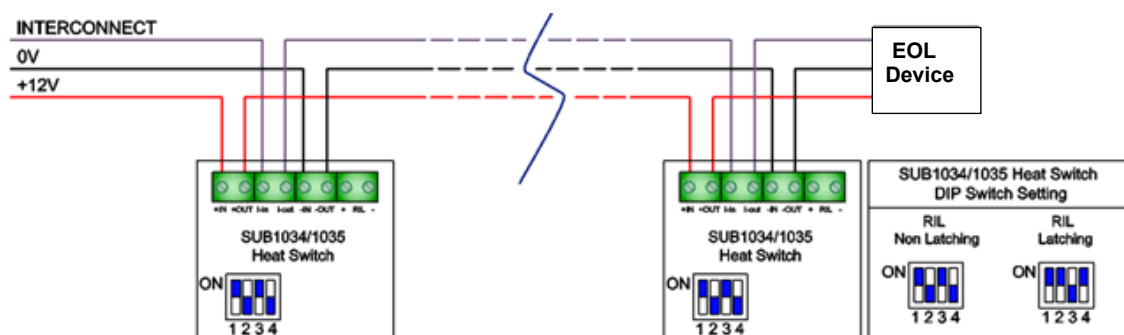 INTERCONNECT
0V
+12V
EOL
Device
+IN +OUT I-in I-out -IN -OUT + RIL -
SUB1034/1035
Heat Switch
ON
1 2 3 4
+IN +OUT I-in I-out -IN -OUT + RIL -
SUB1034/1035
Heat Switch
ON
1 2 3 4
SUB1034/1035 Heat Switch
DIP Switch Setting
RIL
Non Latching
ON
1 2 3 4
RIL
Latching
ON
1 2 3 4